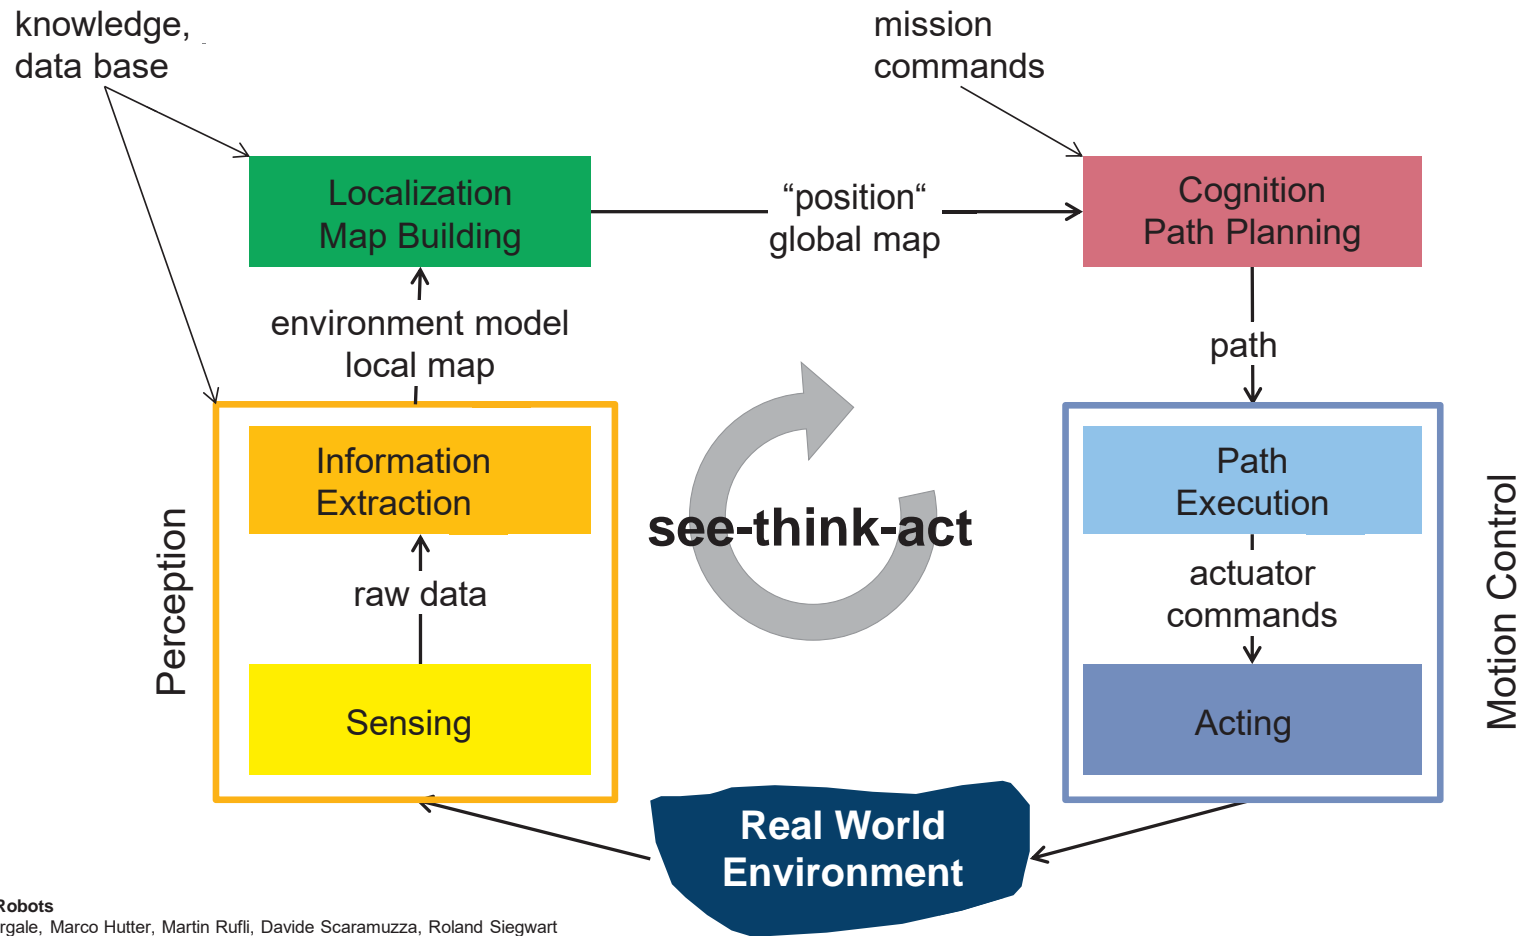 knowledge,
data base
mission
commands
Localization
Map Building
“position“
global map
Cognition
Path Planning
environment model
local map
path
Information
Extraction
see-think-act
Path
Execution
Perception
raw data
actuator
commands
Motion Control
Sensing
Acting
Real World
Environment
Robots
Marco Hutter, Martin Rufli, Davide Scaramuzza, Roland Siegwart